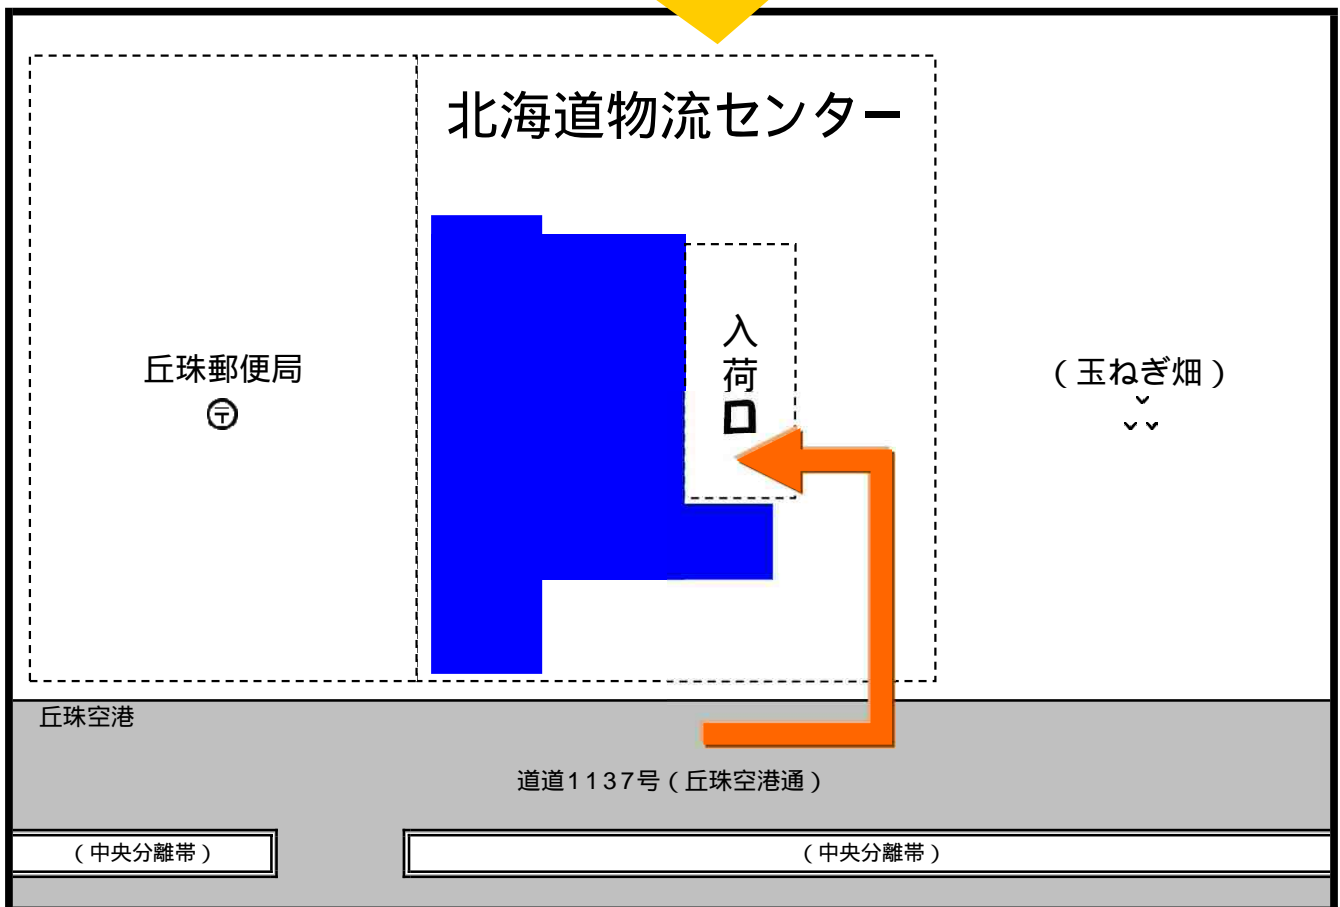 北海道物流センター
入荷口
丘珠郵便局
〶
(玉ねぎ畑)
丘珠空港
道道1137号(丘珠空港通)
(中央分離帯)
(中央分離帯)